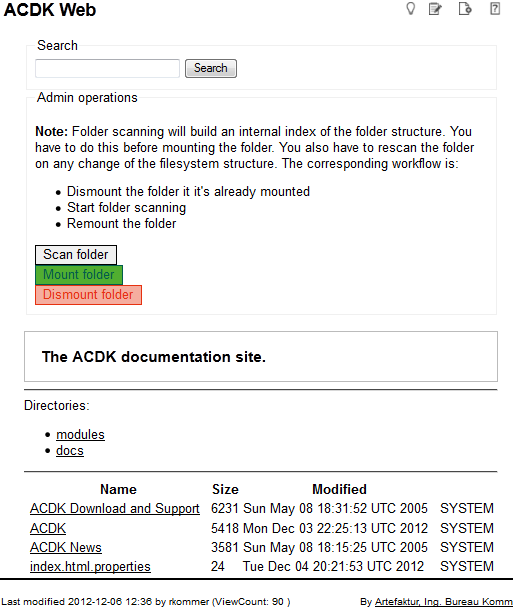 ACDK Web
Search
Search
Admin operations
Note: Folder scanning will build an internal index of the folder structure. You
have to do this before mounting the folder. You also have to rescan the folder
on any change of the filesystem structure. The corresponding workflow is:
Dismount the folder it it's already mounted
Start folder scanning
Remount the folder
Scan folder
Mount folder
Dismount folder
The ACDK documentation site.
Directories:
modules
docs
Name Size Modified
ACDK Download and Support 6231 Sun May 08 18:31:52 UTC 2005 SYSTEM
ACDK 5418 Mon Dec 03 22:25:13 UTC 2012 SYSTEM
ACDK News 3581 Sun May 08 18:15:25 UTC 2005 SYSTEM
index.html.properties 24 Tue Dec 04 20:21:53 UTC 2012 SYSTEM
Last modified 2012-12-06 12:36 by rkommer (ViewCount: 90 ) By Artefaktur, Ing. Bureau Komm